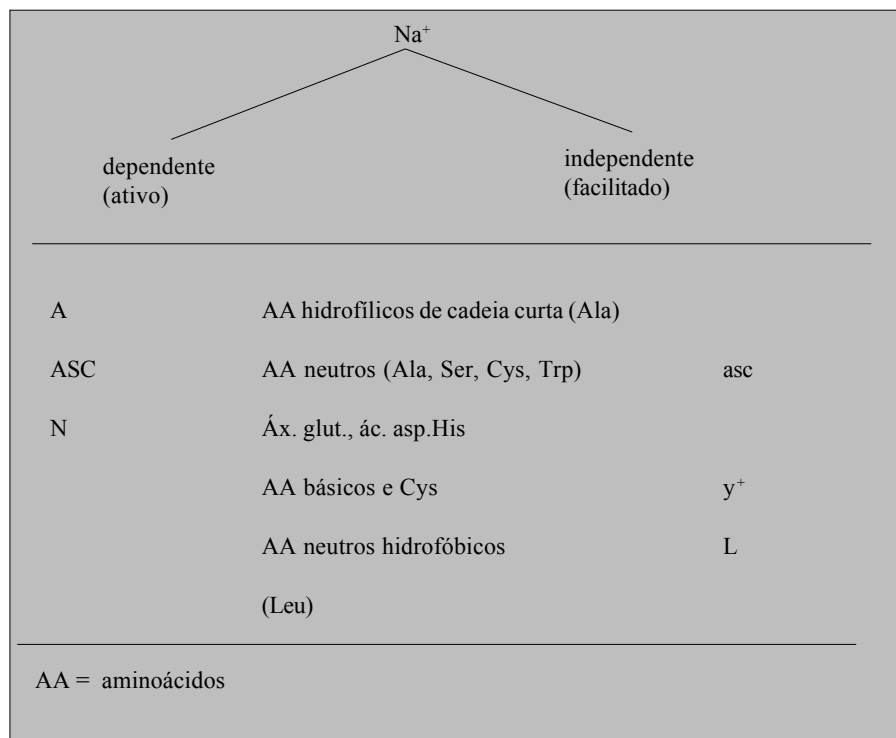 Na⁺
dependente
(ativo)
independente
(facilitado)
A AA hidrofílicos de cadeia curta (Ala)
ASC AA neutros (Ala, Ser, Cys, Trp) asc
N Áx. glut., ác. asp.His
AA básicos e Cys y⁺
AA neutros hidrofóbicos L
(Leu)
AA = aminoácidos